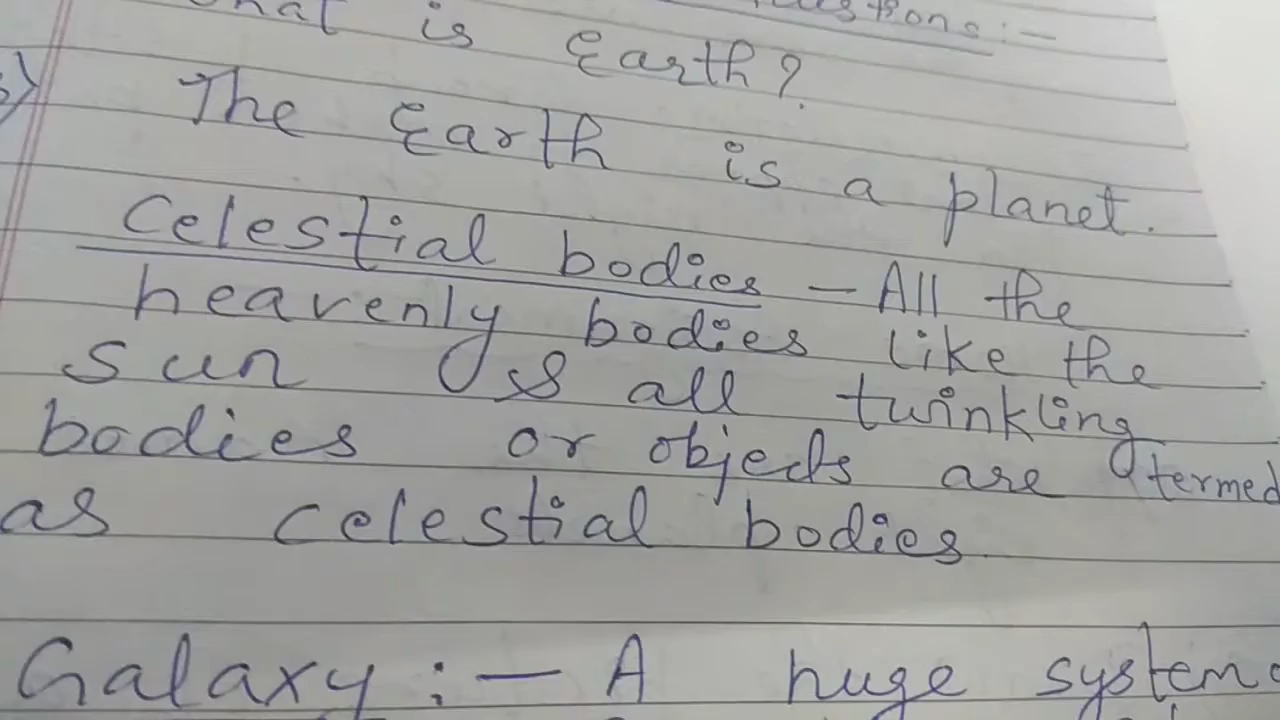 What is Earth?
The Earth is a planet.
Celestial bodies - All the
heavenly bodies like the
sun & all twinkling
bodies or objects are termed
as celestial bodies.
Galaxy :- A huge system